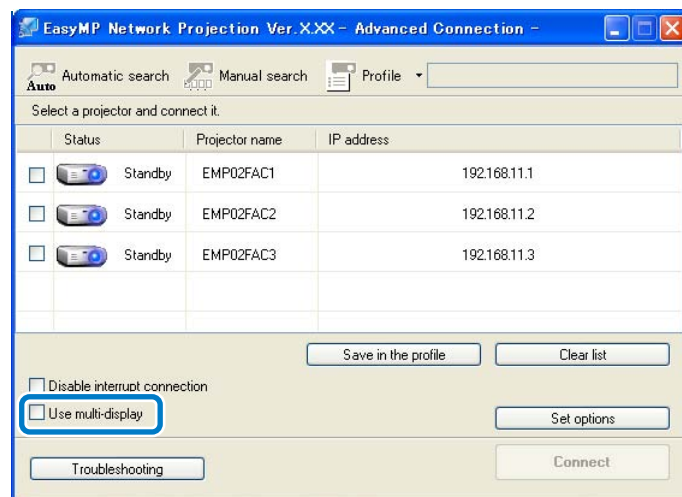 EasyMP Network Projection Ver.X.XX - Advanced Connection -
Auto Automatic search Manual search Profile
Select a projector and connect it.
Status Projector name IP address
Standby EMP02FAC1 192.168.11.1
Standby EMP02FAC2 192.168.11.2
Standby EMP02FAC3 192.168.11.3
Save in the profile Clear list
Disable interrupt connection
Use multi-display
Set options
Troubleshooting Connect